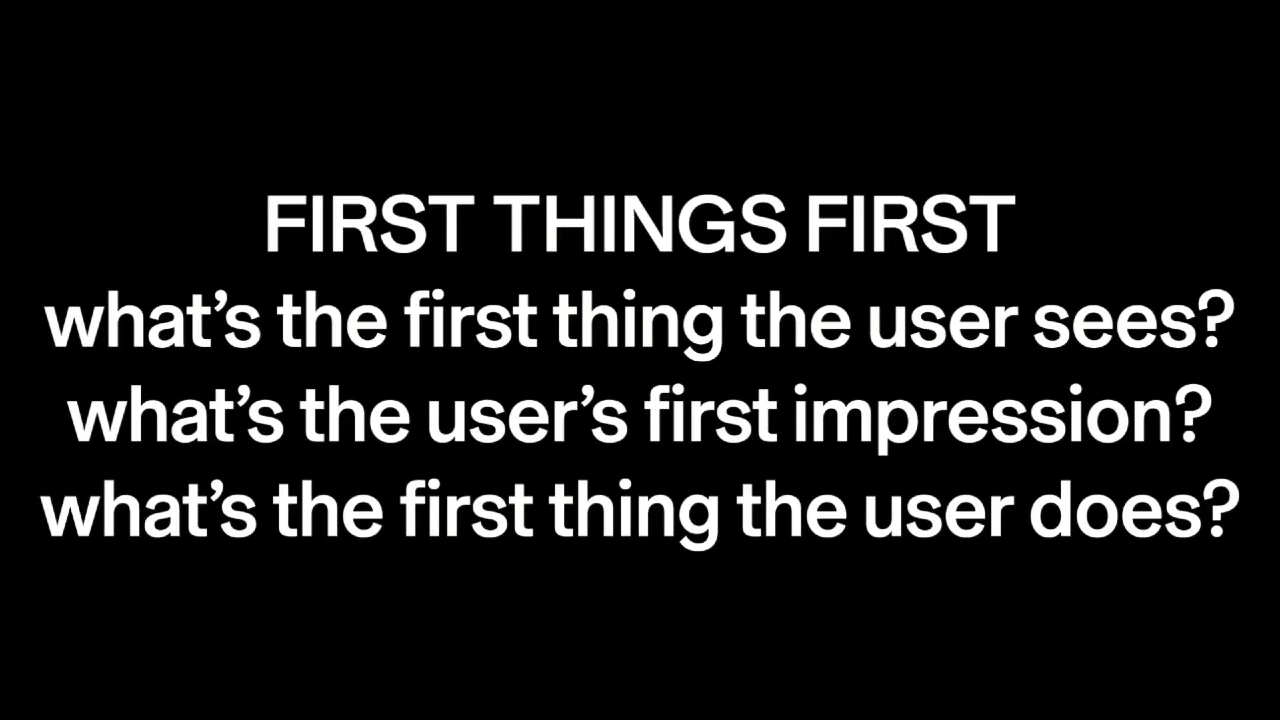 FIRST THINGS FIRST
what’s the first thing the user sees?
what’s the user’s first impression?
what’s the first thing the user does?